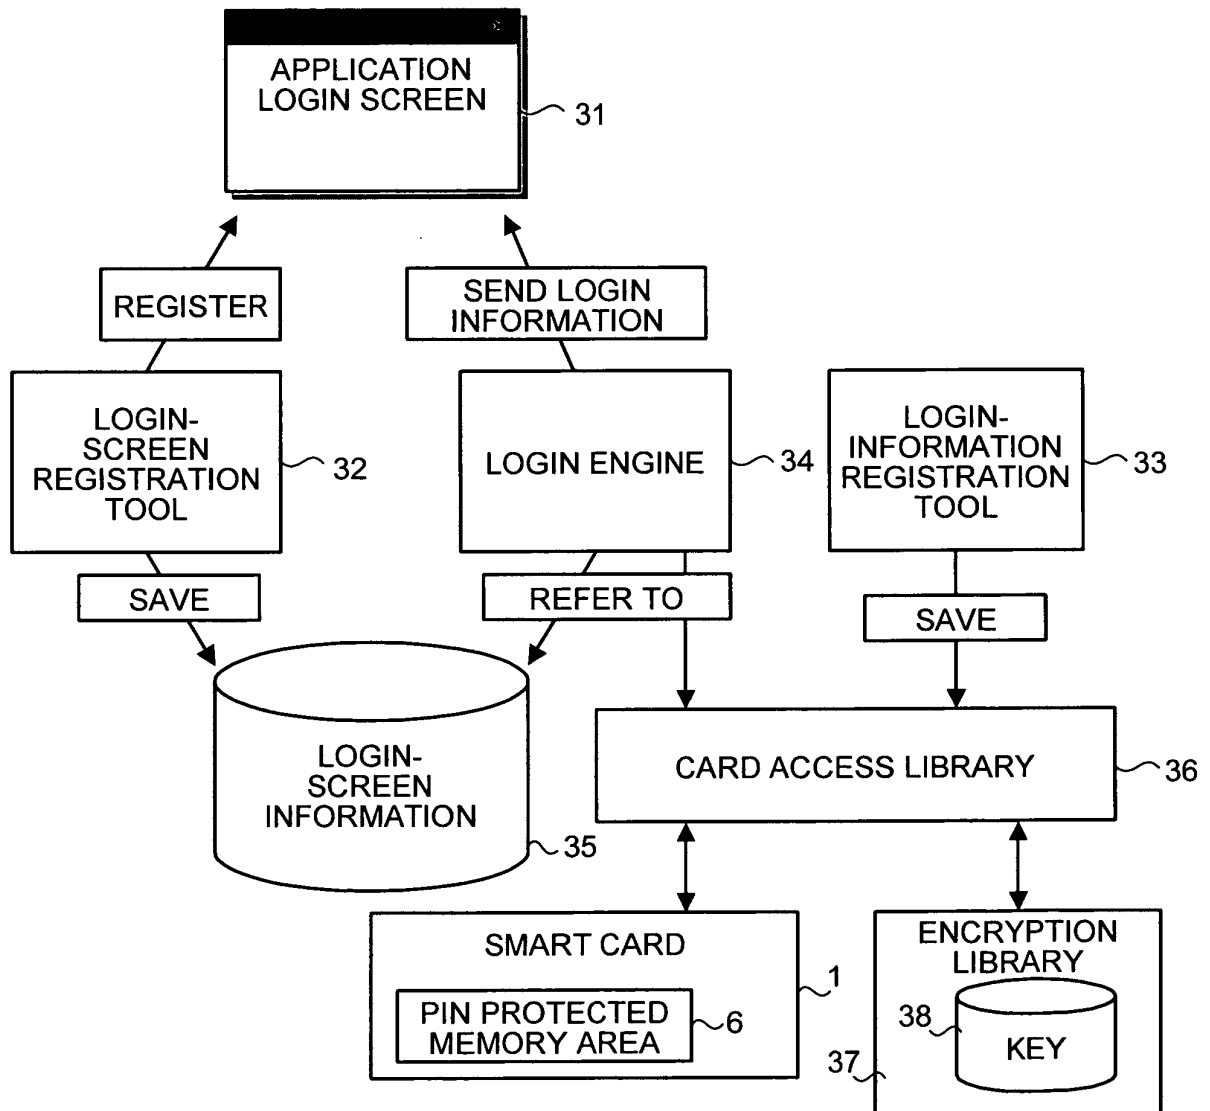 APPLICATION
LOGIN SCREEN
31
REGISTER
SEND LOGIN
INFORMATION
LOGIN-
SCREEN
REGISTRATION
TOOL
32
LOGIN ENGINE
34
LOGIN-
INFORMATION
REGISTRATION
TOOL
33
SAVE
REFER TO
SAVE
LOGIN-
SCREEN
INFORMATION
35
CARD ACCESS LIBRARY
36
SMART CARD
1
PIN PROTECTED
MEMORY AREA
6
ENCRYPTION
LIBRARY
38
KEY
37